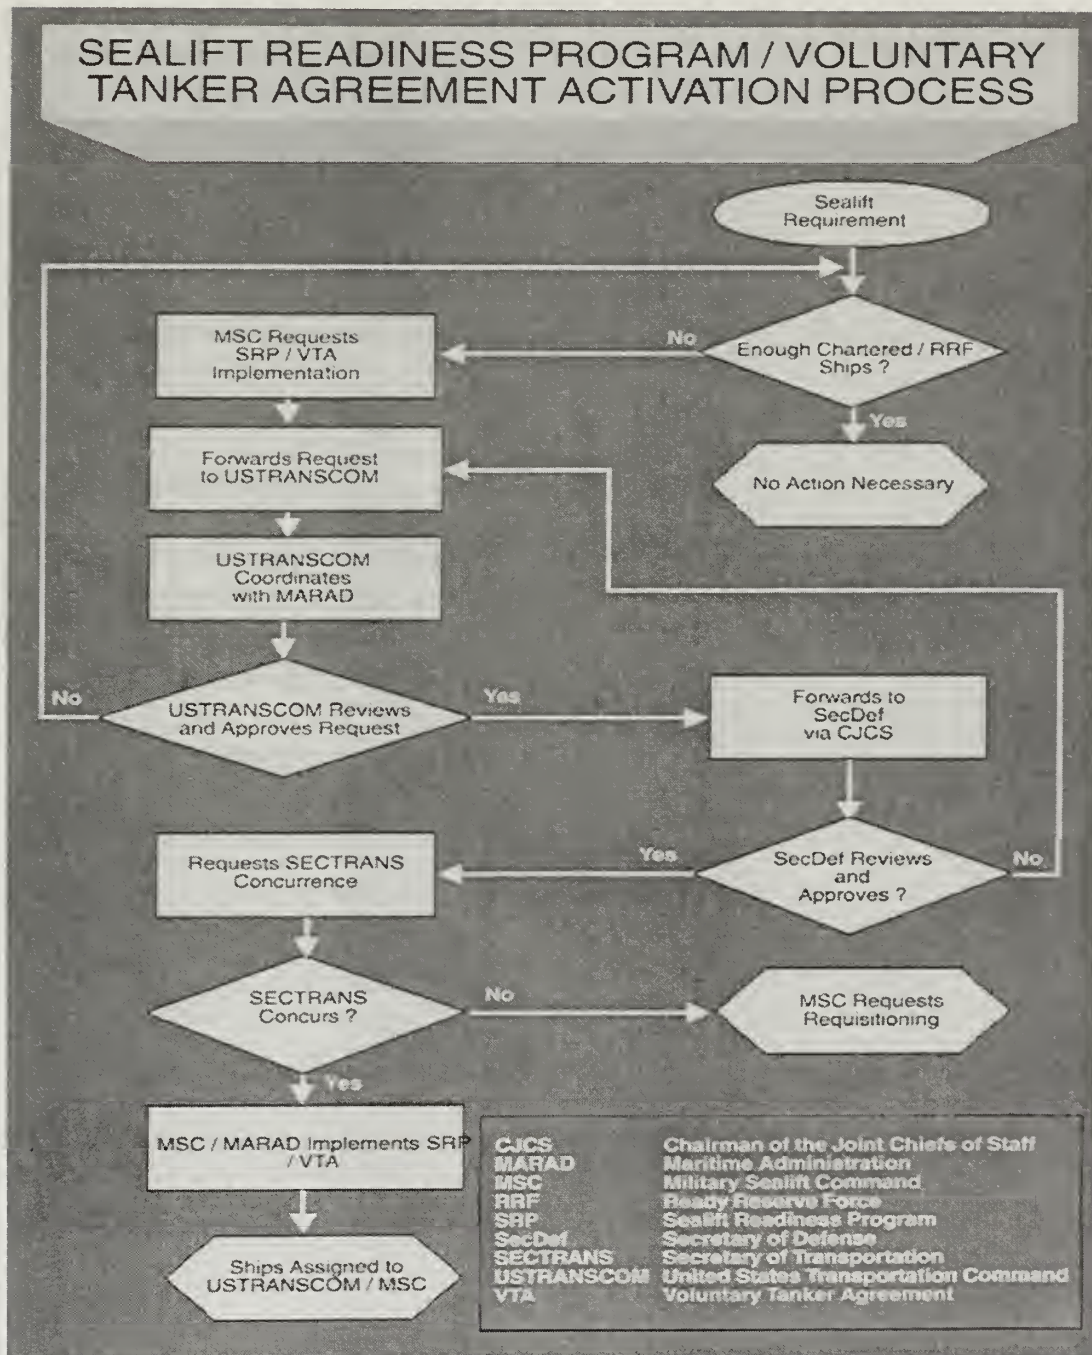 SEALIFT READINESS PROGRAM / VOLUNTARY
TANKER AGREEMENT ACTIVATION PROCESS
Sealift
Requirement
Enough Chartered / RRF
Ships ?
No
Yes
No Action Necessary
MSC Requests
SRP / VTA
Implementation
Forwards Request
to USTRANSCOM
USTRANSCOM
Coordinates
with MARAD
USTRANSCOM Reviews
and Approves Request
No
Yes
Forwards to
SecDef
via CJCS
SecDef Reviews
and
Approves ?
No
Yes
Requests SECTRANS
Concurrence
SECTRANS
Concurs ?
No
MSC Requests
Requisitioning
Yes
MSC / MARAD Implements SRP
/ VTA
Ships Assigned to
USTRANSCOM / MSC
CJCS Chairman of the Joint Chiefs of Staff
MARAD Maritime Administration
MSC Military Sealift Command
RRF Ready Reserve Force
SRP Sealift Readiness Program
SecDef Secretary of Defense
SECTRANS Secretary of Transportation
USTRANSCOM United States Transportation Command
VTA Voluntary Tanker Agreement